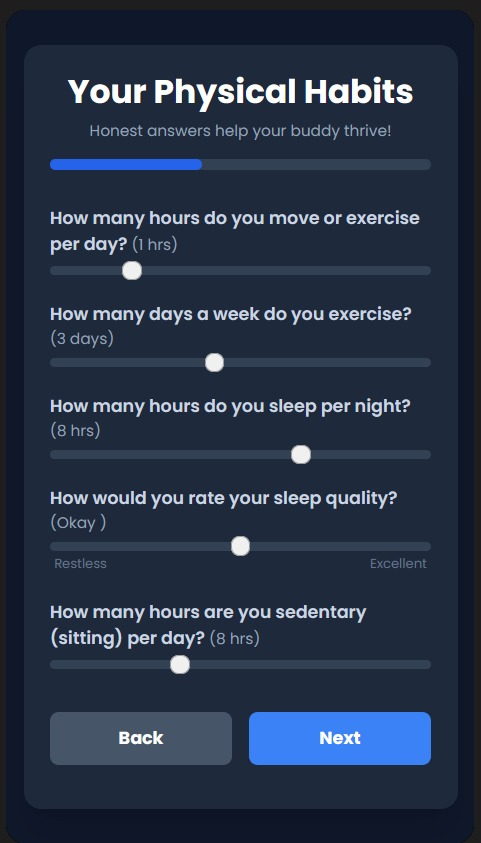 Your Physical Habits
Honest answers help your buddy thrive!
How many hours do you move or exercise
per day? (1 hrs)
How many days a week do you exercise?
(3 days)
How many hours do you sleep per night?
(8 hrs)
How would you rate your sleep quality?
(Okay )
Restless Excellent
How many hours are you sedentary
(sitting) per day? (8 hrs)
Back Next